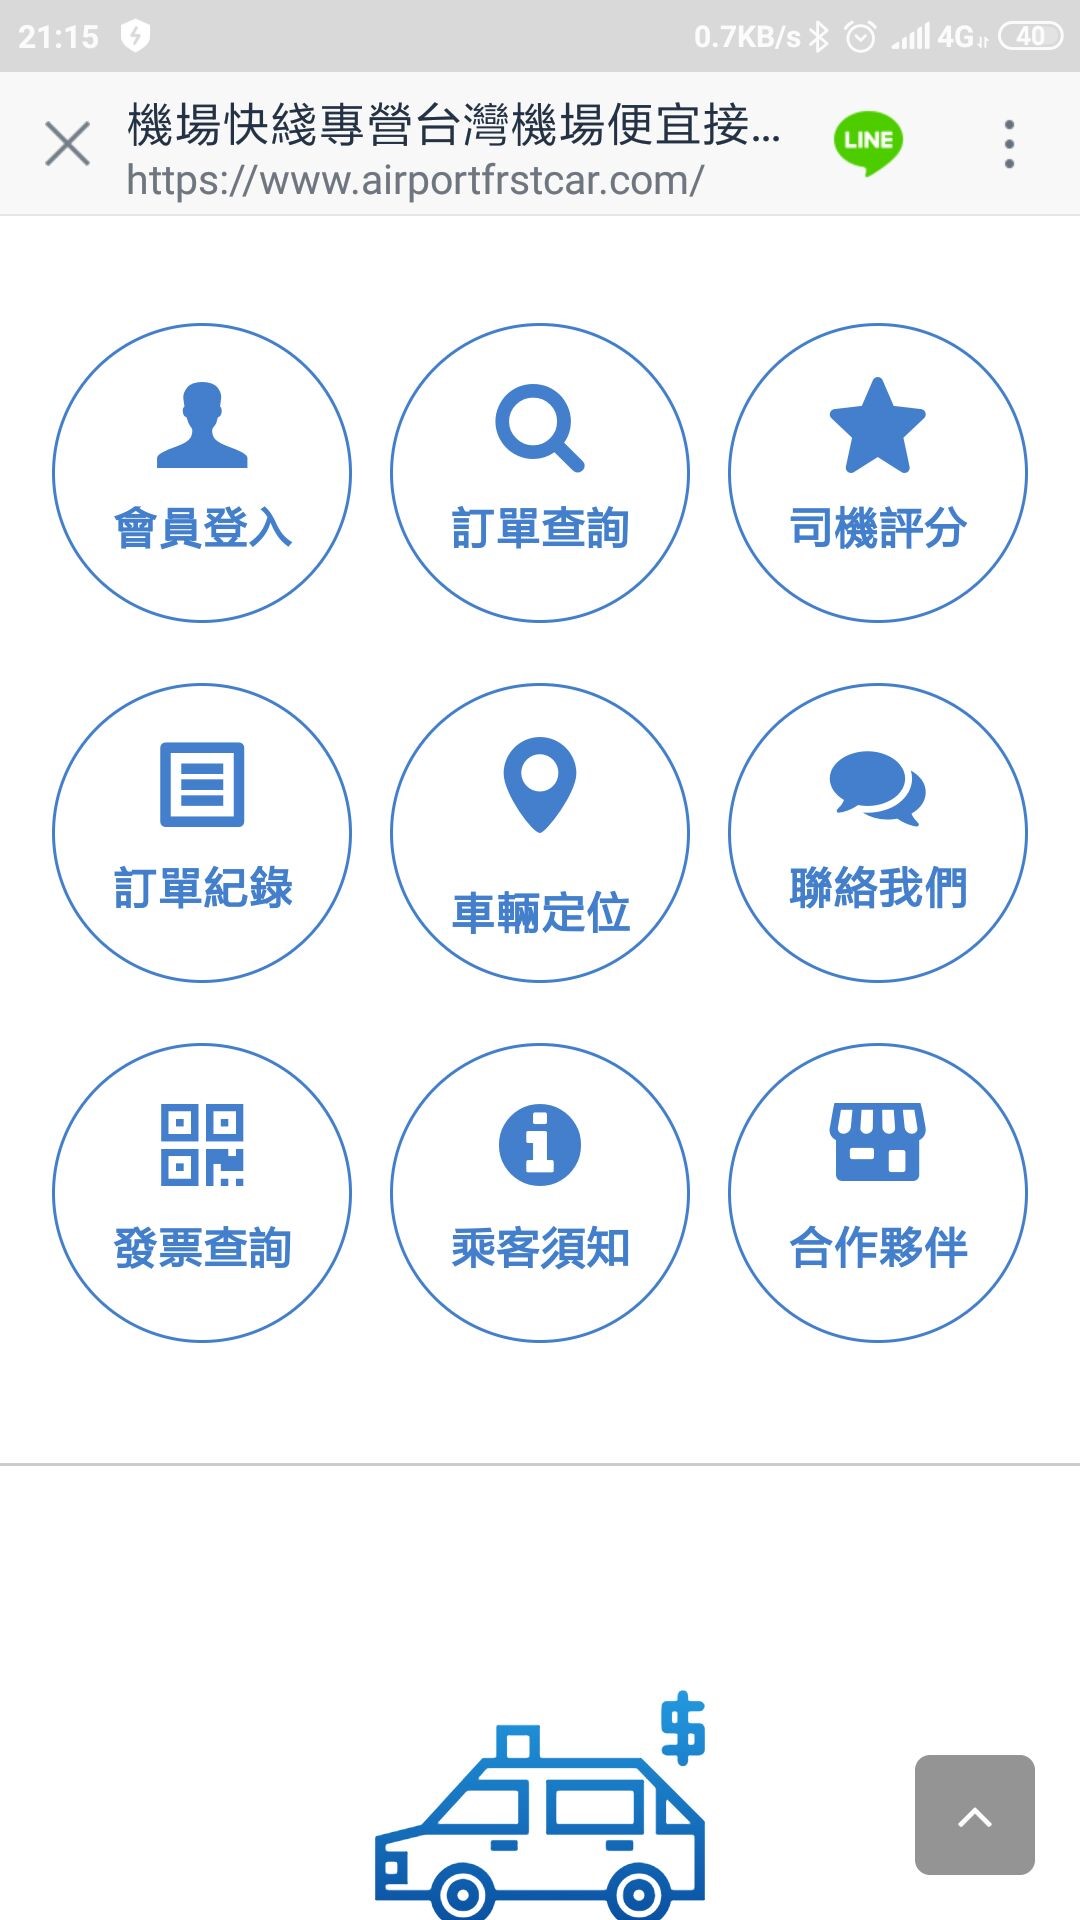 21:15 0.7KB/s 4G 40
機場快綫專營台灣機場便宜接...
https://www.airportfrstcar.com/
LINE
會員登入 訂單查詢 司機評分
訂單紀錄 車輛定位 聯絡我們
發票查詢 乘客須知 合作夥伴
$